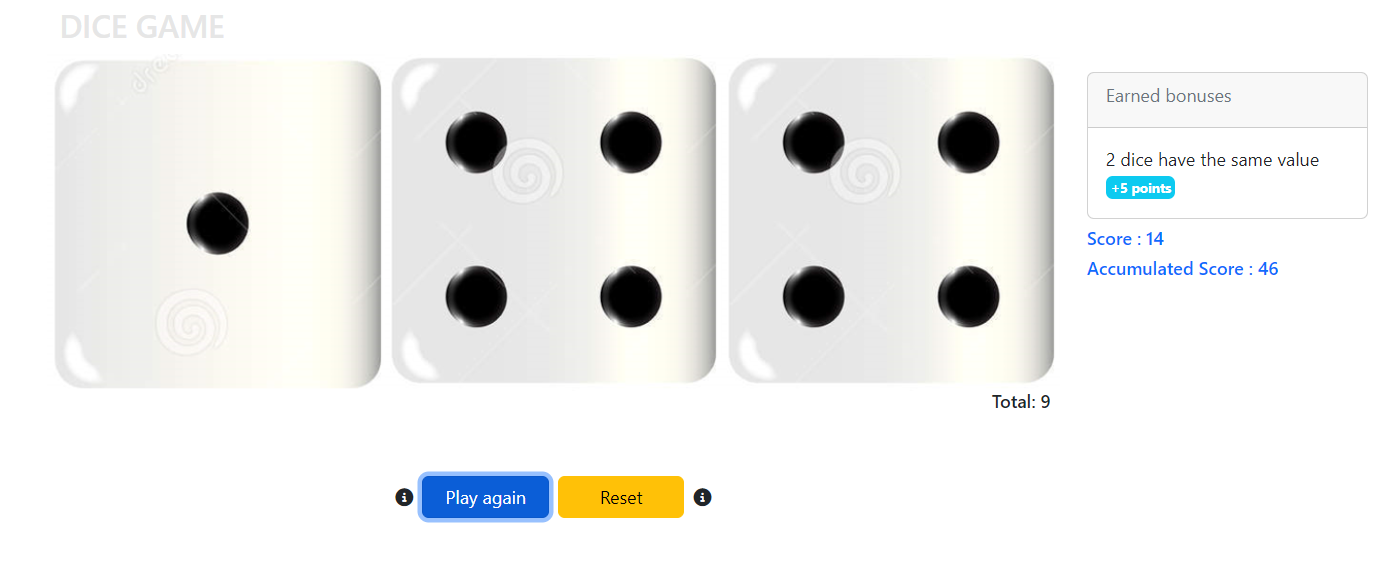 DICE GAME
Earned bonuses
2 dice have the same value
+5 points
Score : 14
Accumulated Score : 46
Total: 9
Play again
Reset